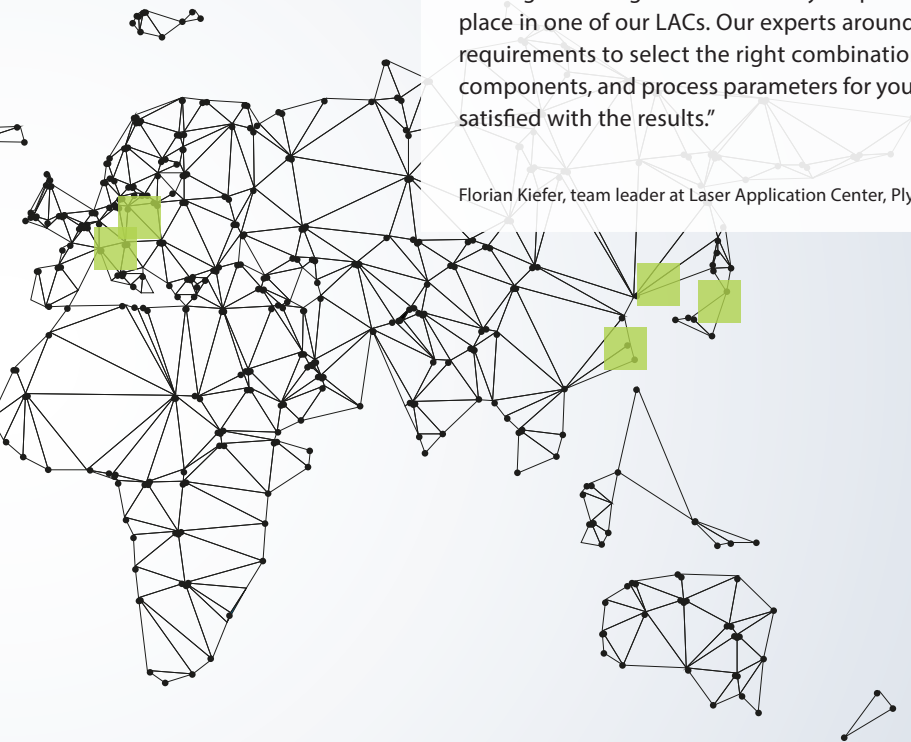 place in one of our LACs. Our experts around
requirements to select the right combinatio
components, and process parameters for you
satisfied with the results.”
Florian Kiefer, team leader at Laser Application Center, Ply